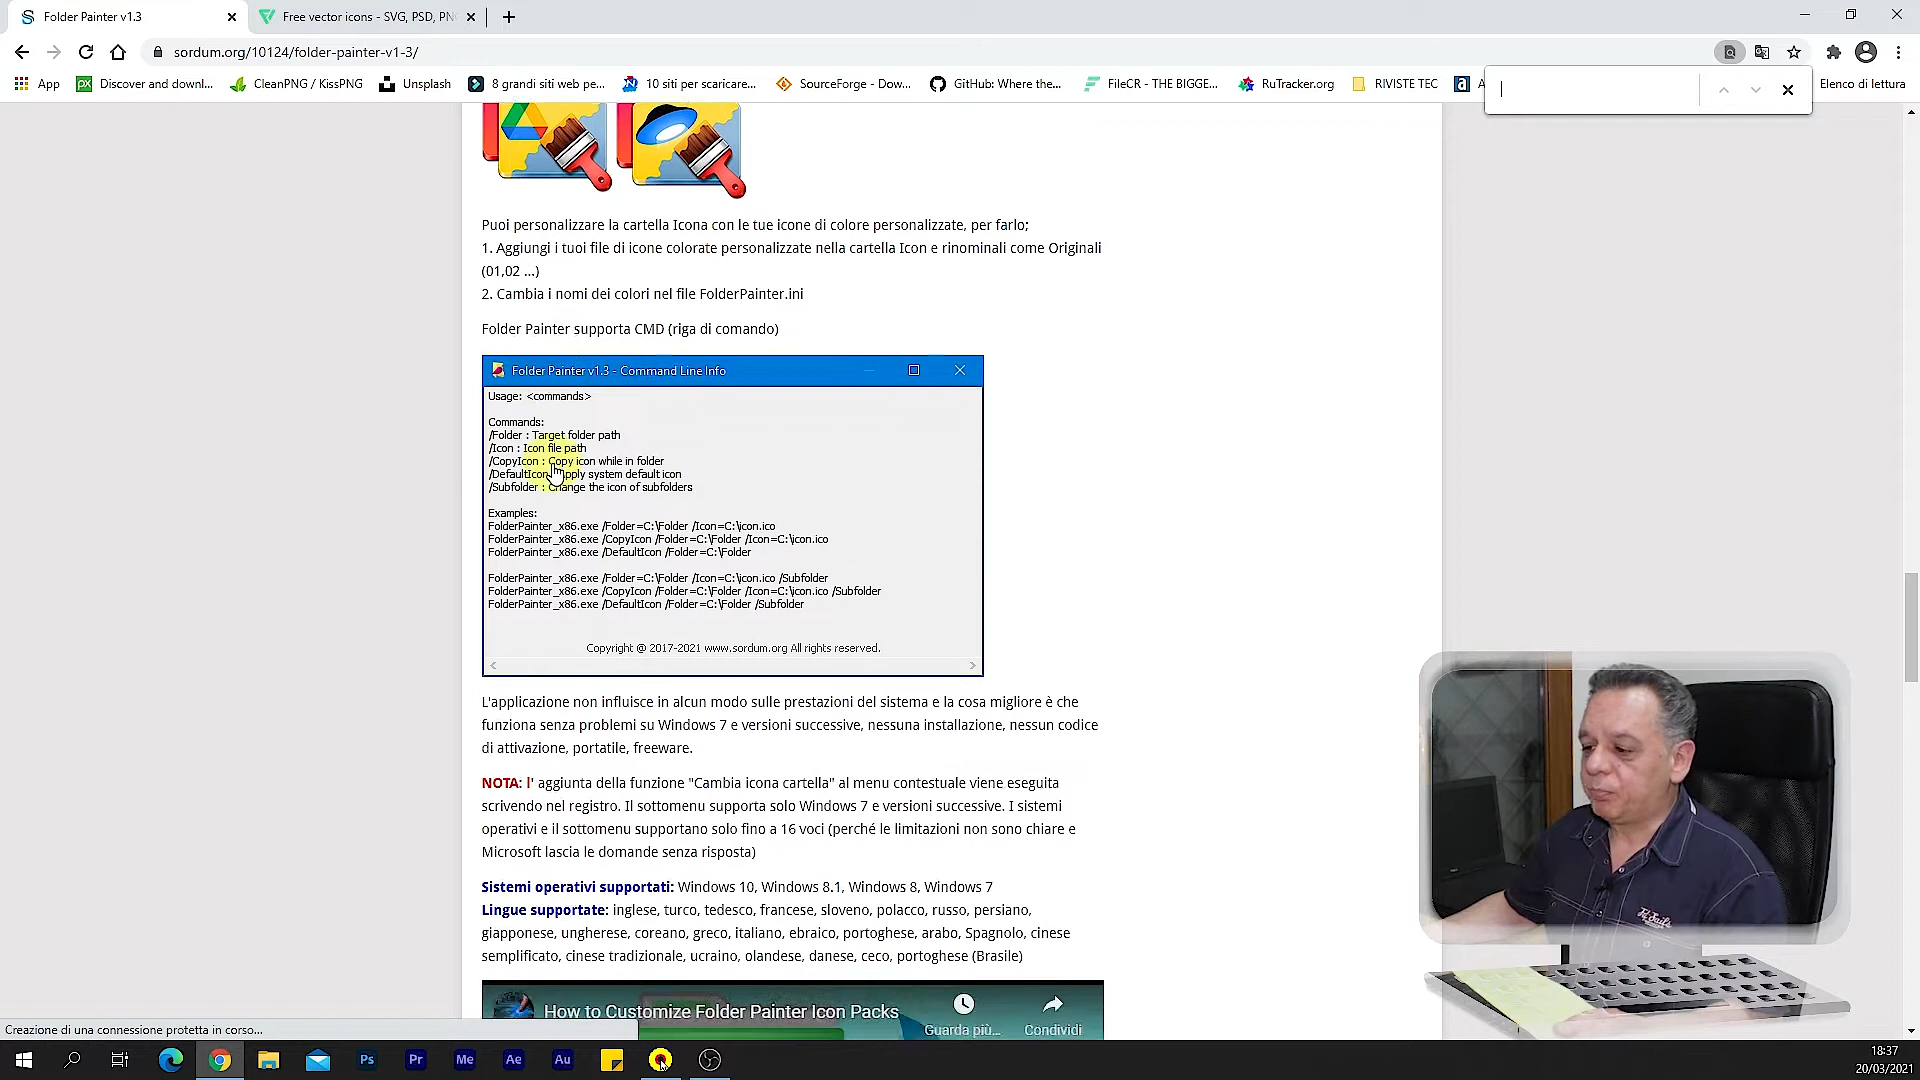 Folder Painter v1.3
Free vector icons - SVG, PSD, PN
sordum.org/10124/folder-painter-v1-3/
App
Discover and downl...
CleanPNG / KissPNG
Unsplash
8 grandi siti web pe...
10 siti per scaricare...
SourceForge - Dow...
GitHub: Where the...
FileCR - THE BIGGE...
RuTracker.org
RIVISTE TEC
Elenco di lettura
Puoi personalizzare la cartella Icona con le tue icone di colore personalizzate, per farlo;
1. Aggiungi i tuoi file di icone colorate personalizzate nella cartella Icon e rinominali come Originali
(01,02 ...)
2. Cambia i nomi dei colori nel file FolderPainter.ini
Folder Painter supporta CMD (riga di comando)
Folder Painter v1.3 - Command Line Info
Usage: <commands>
Commands:
/Folder : Target folder path
/Icon : Icon file path
/CopyIcon : Copy icon while in folder
/DefaultIcon : Apply system default icon
/Subfolder : Change the icon of subfolders
Examples:
FolderPainter_x86.exe /Folder=C:\Folder /Icon=C:\icon.ico
FolderPainter_x86.exe /CopyIcon /Folder=C:\Folder /Icon=C:\icon.ico
FolderPainter_x86.exe /DefaultIcon /Folder=C:\Folder
FolderPainter_x86.exe /Folder=C:\Folder /Icon=C:\icon.ico /Subfolder
FolderPainter_x86.exe /CopyIcon /Folder=C:\Folder /Icon=C:\icon.ico /Subfolder
FolderPainter_x86.exe /DefaultIcon /Folder=C:\Folder /Subfolder
Copyright @ 2017-2021 www.sordum.org All rights reserved.
L'applicazione non influisce in alcun modo sulle prestazioni del sistema e la cosa migliore è che
funziona senza problemi su Windows 7 e versioni successive, nessuna installazione, nessun codice
di attivazione, portatile, freeware.
NOTA: l' aggiunta della funzione "Cambia icona cartella" al menu contestuale viene eseguita
scrivendo nel registro. Il sottomenu supporta solo Windows 7 e versioni successive. I sistemi
operativi e il sottomenu supportano solo fino a 16 voci (perché le limitazioni non sono chiare e
Microsoft lascia le domande senza risposta)
Sistemi operativi supportati: Windows 10, Windows 8.1, Windows 8, Windows 7
Lingue supportate: inglese, turco, tedesco, francese, sloveno, polacco, russo, persiano,
giapponese, ungherese, coreano, greco, italiano, ebraico, portoghese, arabo, Spagnolo, cinese
semplificato, cinese tradizionale, ucraino, olandese, danese, ceco, portoghese (Brasile)
How to Customize Folder Painter Icon Packs
Guarda più...
Condividi
Creazione di una connessione protetta in corso...
Ps
Pr
Me
Ae
Au
18:37
20/03/2021